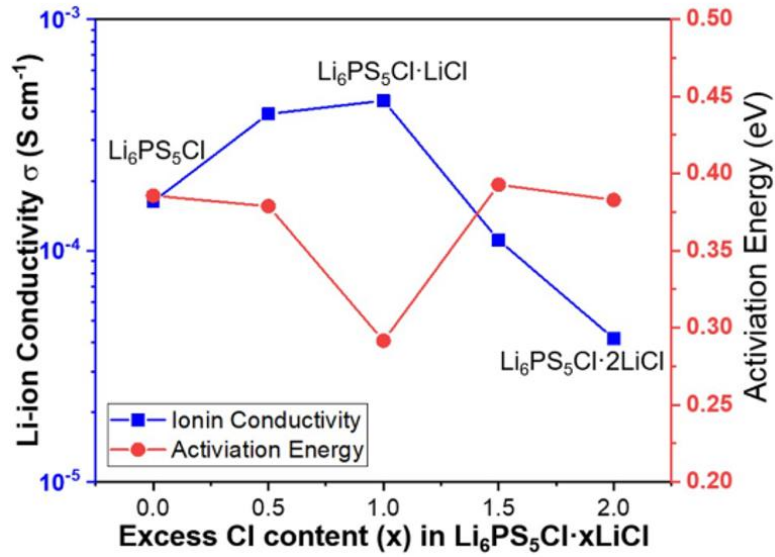 10⁻³
10⁻⁴
10⁻⁵
Li-ion Conductivity σ (S cm⁻¹)
Li₆PS₅Cl
Li₆PS₅Cl·LiCl
Li₆PS₅Cl·2LiCl
Ionin Conductivity
Activiation Energy
0.50
0.45
0.40
0.35
0.30
0.25
0.20
Activiation Energy (eV)
0.0 0.5 1.0 1.5 2.0
Excess Cl content (x) in Li₆PS₅Cl·xLiCl